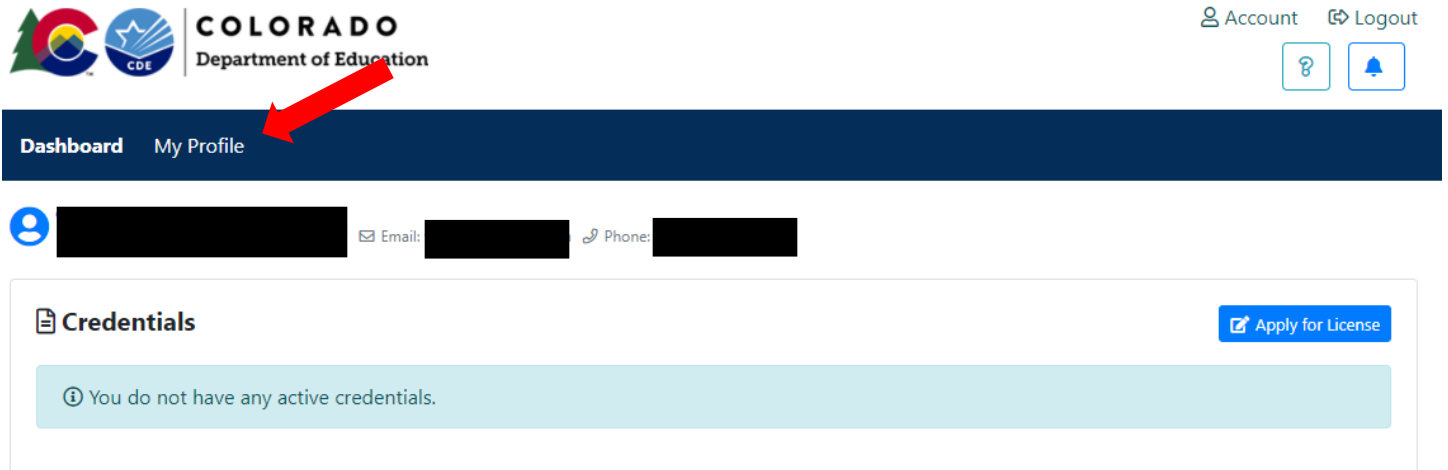 COLORADO
Department of Education
CDE
TM
Account Logout
Dashboard My Profile
Email: Phone:
Credentials
Apply for License
You do not have any active credentials.